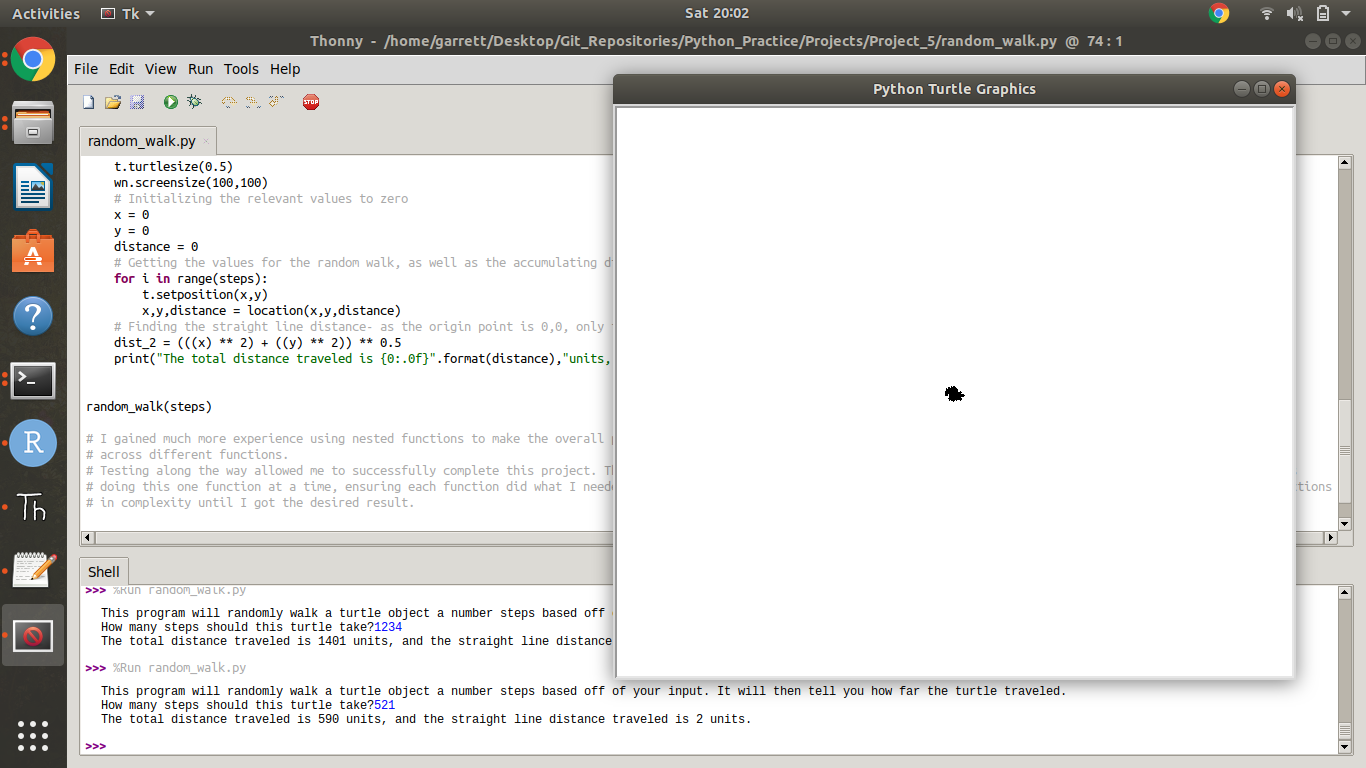 Activities
Tk
Sat 20:02
Thonny - /home/garrett/Desktop/Git_Repositories/Python_Practice/Projects/Project_5/random_walk.py @ 74 : 1
File Edit View Run Tools Help
STOP
Python Turtle Graphics
random_walk.py
t.turtlesize(0.5)
wn.screensize(100,100)
# Initializing the relevant values to zero
x = 0
y = 0
distance = 0
# Getting the values for the random walk, as well as the accumulating
for i in range(steps):
t.setposition(x,y)
x,y,distance = location(x,y,distance)
# Finding the straight line distance- as the origin point is 0,0, only
dist_2 = (((x) ** 2) + ((y) ** 2)) ** 0.5
print("The total distance traveled is {0:.0f}".format(distance),"units,
random_walk(steps)
# I gained much more experience using nested functions to make the overall
# across different functions.
# Testing along the way allowed me to successfully complete this project.
# doing this one function at a time, ensuring each function did what I
# in complexity until I got the desired result.
R
Th
Shell
>>> %Run random_walk.py
This program will randomly walk a turtle object a number steps based off
How many steps should this turtle take?1234
The total distance traveled is 1401 units, and the straight line distance
>>> %Run random_walk.py
This program will randomly walk a turtle object a number steps based off of your input. It will then tell you how far the turtle traveled.
How many steps should this turtle take?521
The total distance traveled is 590 units, and the straight line distance traveled is 2 units.
>>>